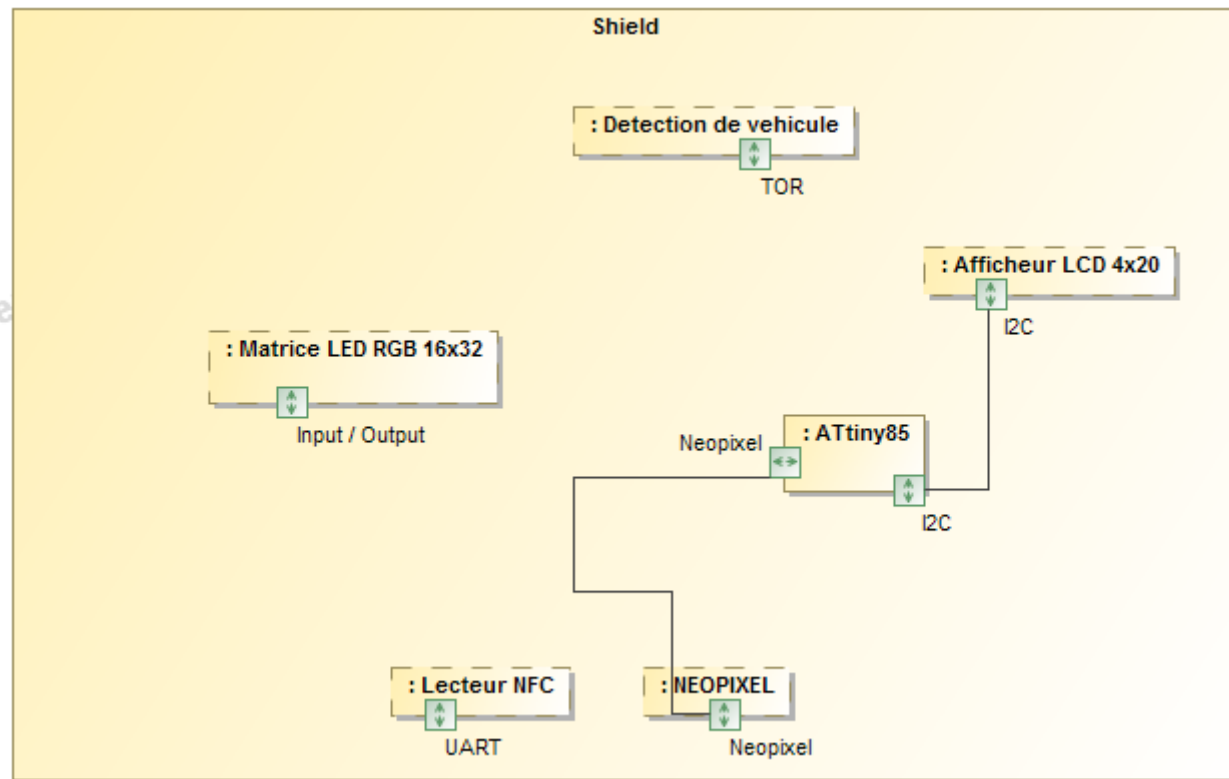 Shield
: Detection de vehicule
TOR
: Afficheur LCD 4x20
I2C
: Matrice LED RGB 16x32
Input / Output
Neopixel
: ATtiny85
I2C
: Lecteur NFC
UART
: NEOPIXEL
Neopixel